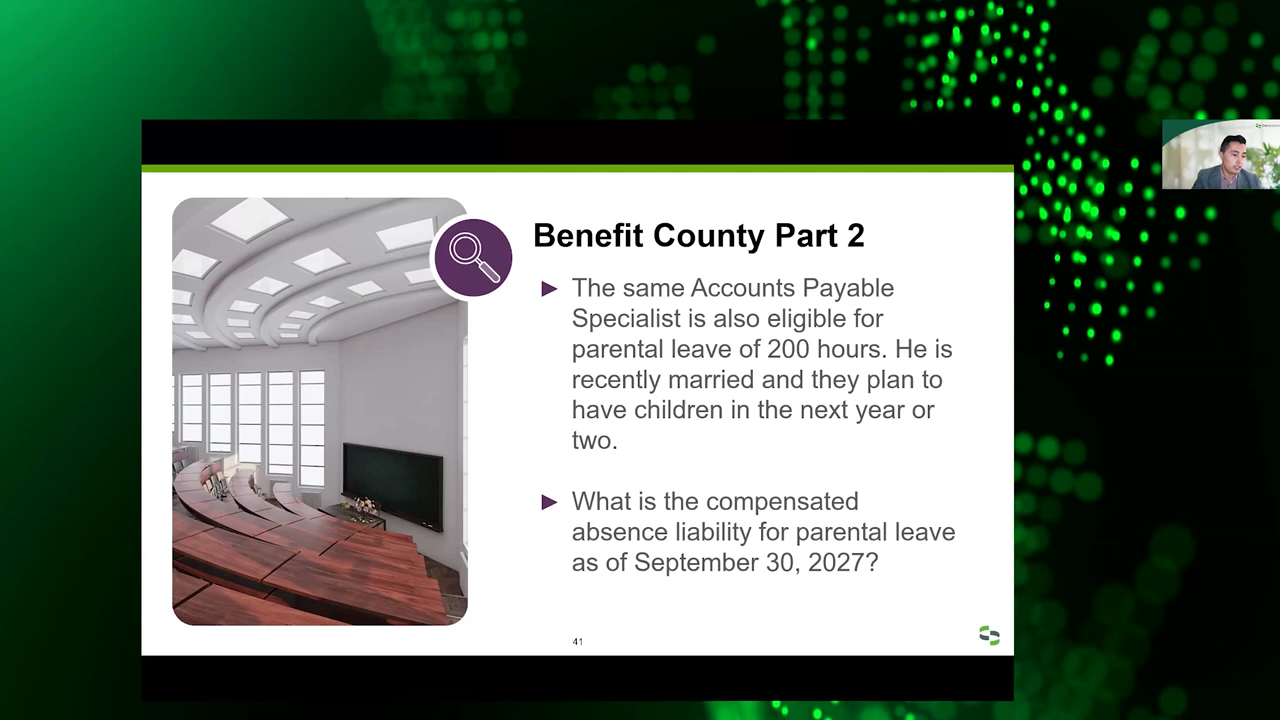 Benefit County Part 2
The same Accounts Payable
Specialist is also eligible for
parental leave of 200 hours. He is
recently married and they plan to
have children in the next year or
two.
What is the compensated
absence liability for parental leave
as of September 30, 2027?
41